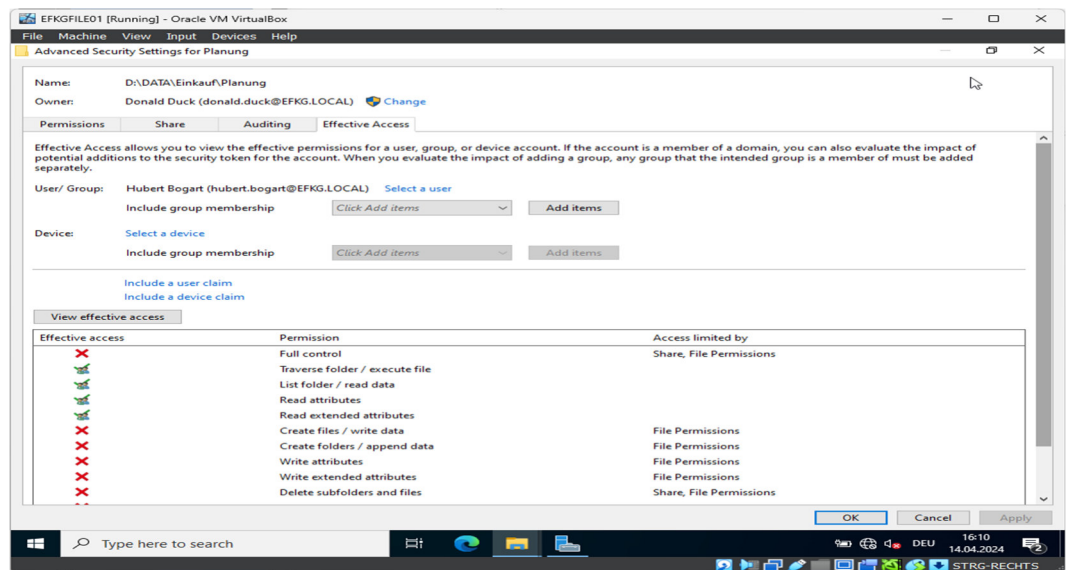 EFKGFILE01 [Running] - Oracle VM VirtualBox
File Machine View Input Devices Help
Advanced Security Settings for Planung
Name: D:\DATA\Einkauf\Planung
Owner: Donald Duck (donald.duck@EFKG.LOCAL) Change
Permissions Share Auditing Effective Access
Effective Access allows you to view the effective permissions for a user, group, or device account. If the account is a member of a domain, you can also evaluate the impact of
potential additions to the security token for the account. When you evaluate the impact of adding a group, any group that the intended group is a member of must be added
separately.
User/ Group: Hubert Bogart (hubert.bogart@EFKG.LOCAL) Select a user
Include group membership Click Add items Add items
Device: Select a device
Include group membership Click Add items Add items
Include a user claim
Include a device claim
View effective access
Effective access Permission Access limited by
Full control Share, File Permissions
Traverse folder / execute file
List folder / read data
Read attributes
Read extended attributes
Create files / write data File Permissions
Create folders / append data File Permissions
Write attributes File Permissions
Write extended attributes File Permissions
Delete subfolders and files Share, File Permissions
OK Cancel Apply
Type here to search DEU 16:10
14.04.2024 2
STRG-RECHTS